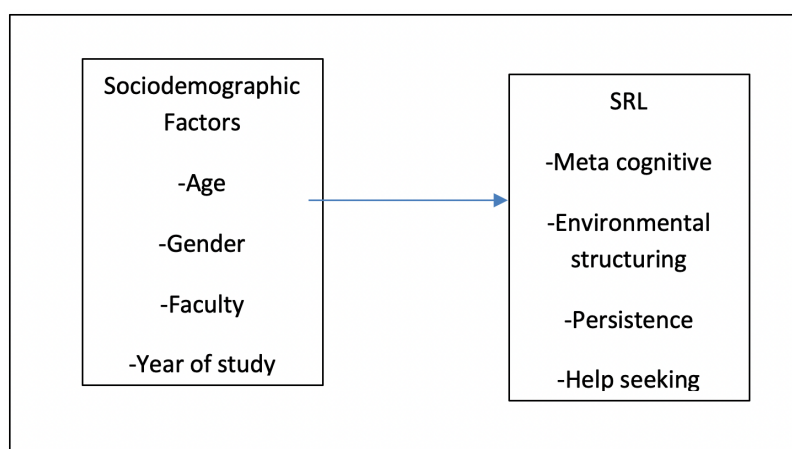 Sociodemographic
Factors
-Age
-Gender
-Faculty
-Year of study
SRL
-Meta cognitive
-Environmental
structuring
-Persistence
-Help seeking